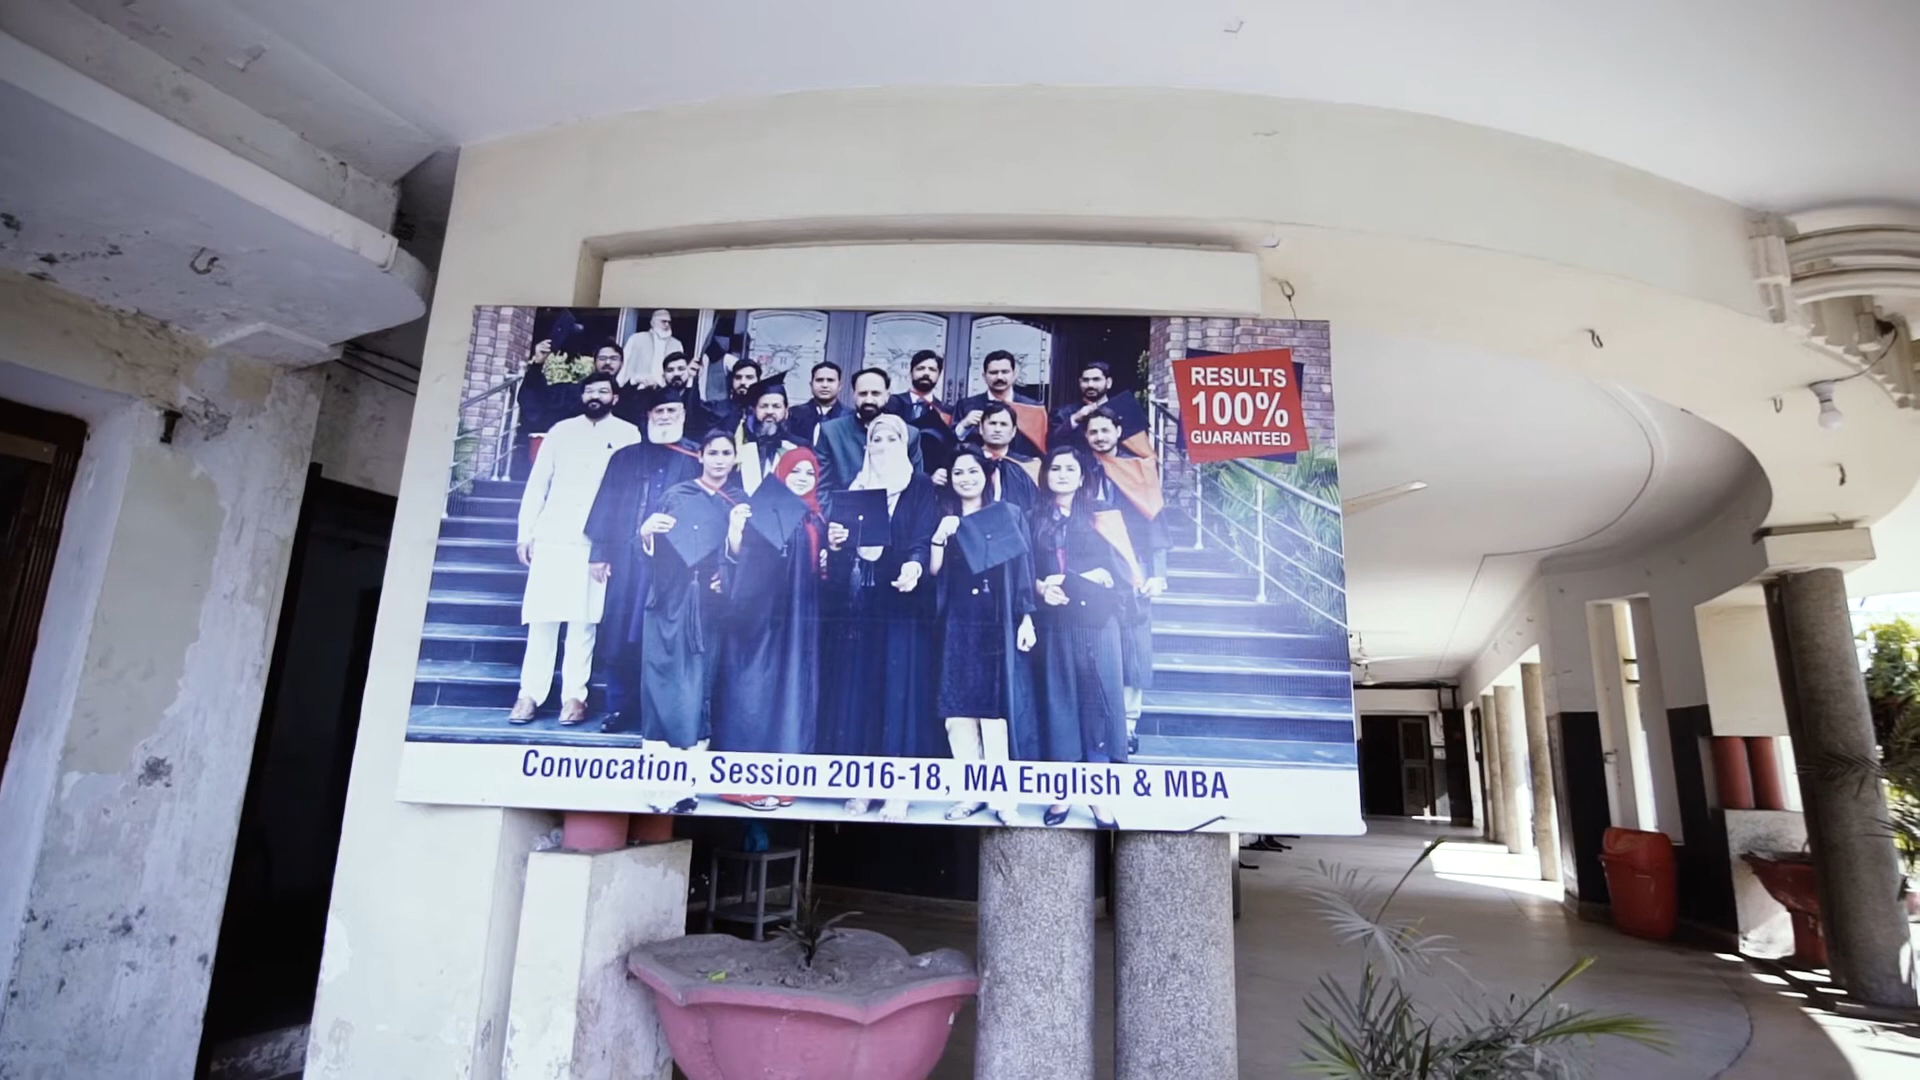 RESULTS
100%
GUARANTEED
Convocation, Session 2016-18, MA English & MBA